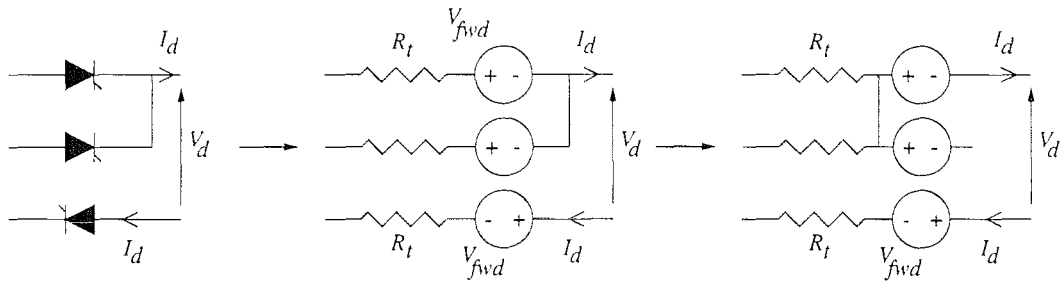 I_d
V_d
I_d
R_t
V_fwd
I_d
+ -
+ -
V_d
- +
R_t
V_fwd
I_d
R_t
I_d
+ -
+ -
V_d
- +
R_t
V_fwd
I_d